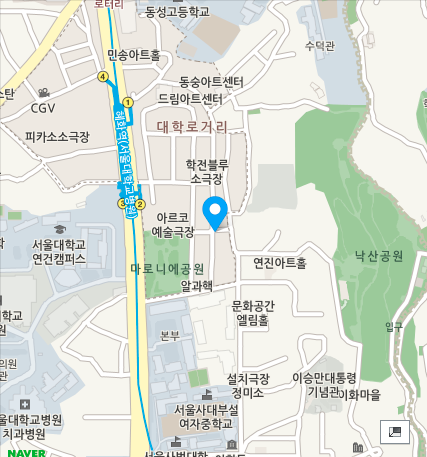 로터리
동성고등학교
민송아트홀
수덕관
동숭아트센터
드림아트센터
4
1
CGV
대학로거리
피카소소극장
혜화역(서울대학교병원)
학전블루
소극장
3
2
아르코
예술극장
서울대학교
연건캠퍼스
마로니에공원
연진아트홀
낙산공원
알과핵
문화공간
엘림홀
입구
본부
설치극장
정미소
이승만대통령
기념관
이화마을
서울사대부설
여자중학교
치과병원
NAVER